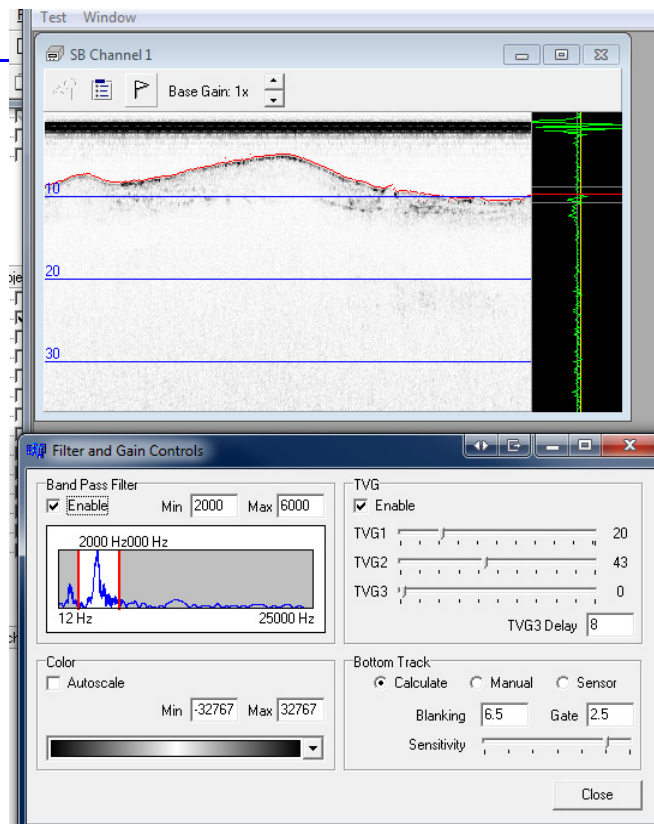 Test Window
SB Channel 1
Base Gain: 1x
10
20
30
Filter and Gain Controls
Band Pass Filter
Enable Min 2000 Max 6000
2000 Hz000 Hz
12 Hz 25000 Hz
TVG
Enable
TVG1 20
TVG2 43
TVG3 0
TVG3 Delay 8
Color
Autoscale
Min -32767 Max 32767
Bottom Track
Calculate Manual Sensor
Blanking 6.5 Gate 2.5
Sensitivity
Close